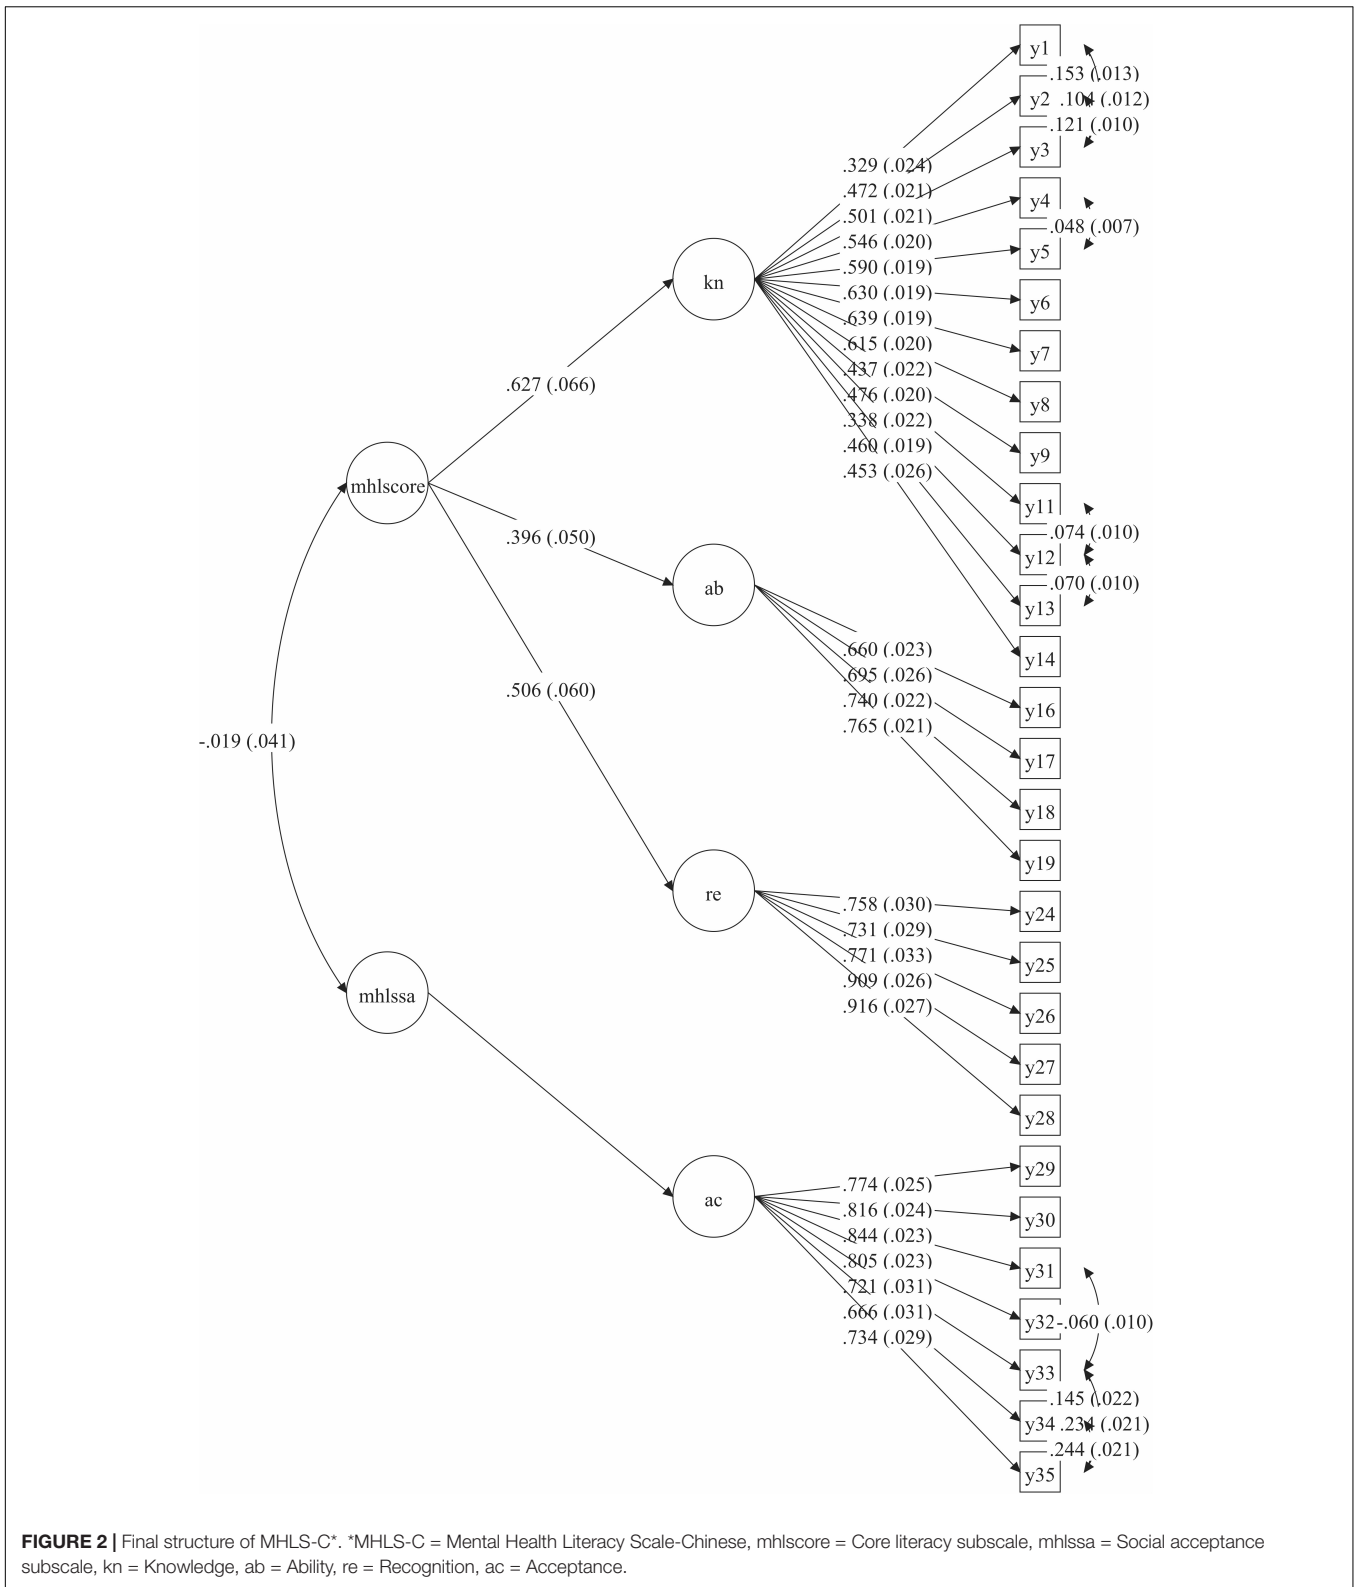 y1
.153 (.013)
y2 .104 (.012)
.121 (.010)
y3
.329 (.024)
.472 (.021)
y4
.501 (.021)
.048 (.007)
.546 (.020)
y5
.590 (.019)
kn
.630 (.019)
y6
.639 (.019)
.615 (.020)
y7
.437 (.022)
.627 (.066)
.476 (.020)
y8
.338 (.022)
.460 (.019)
y9
.453 (.026)
mhlscore
y11
.074 (.010)
.396 (.050)
y12
.070 (.010)
ab
y13
.660 (.023)
y14
.695 (.026)
.506 (.060)
.740 (.022)
y16
.765 (.021)
-.019 (.041)
y17
y18
y19
re
.758 (.030)
y24
.731 (.029)
.771 (.033)
y25
.909 (.026)
mhlssa
.916 (.027)
y26
y27
y28
y29
.774 (.025)
ac
.816 (.024)
y30
.844 (.023)
.805 (.023)
y31
.721 (.031)
.666 (.031)
y32 -.060 (.010)
.734 (.029)
y33
.145 (.022)
y34 .234 (.021)
.244 (.021)
y35
FIGURE 2 | Final structure of MHLS-C*. *MHLS-C = Mental Health Literacy Scale-Chinese, mhlscore = Core literacy subscale, mhlssa = Social acceptance
subscale, kn = Knowledge, ab = Ability, re = Recognition, ac = Acceptance.